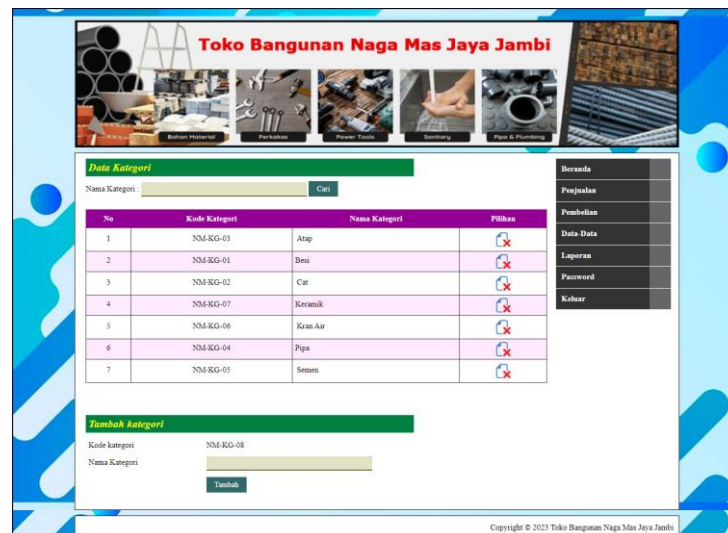 Toko Bangunan Naga Mas Jaya Jambi
Bahan Material
Perkakas
Power Tools
Sanitary
Pipa & Plumbing
Data Kategori
Nama Kategori : Cari
No Kode Kategori Nama Kategori Pilihan
1 NM-KG-03 Atap
2 NM-KG-01 Besi
3 NM-KG-02 Cat
4 NM-KG-07 Keramik
5 NM-KG-06 Kran Air
6 NM-KG-04 Pipa
7 NM-KG-05 Semen
Beranda
Penjualan
Pembelian
Data-Data
Laporan
Password
Keluar
Tambah kategori
Kode kategori NM-KG-08
Nama Kategori
Tambah
Copyright © 2023 Toko Bangunan Naga Mas Jaya Jambi